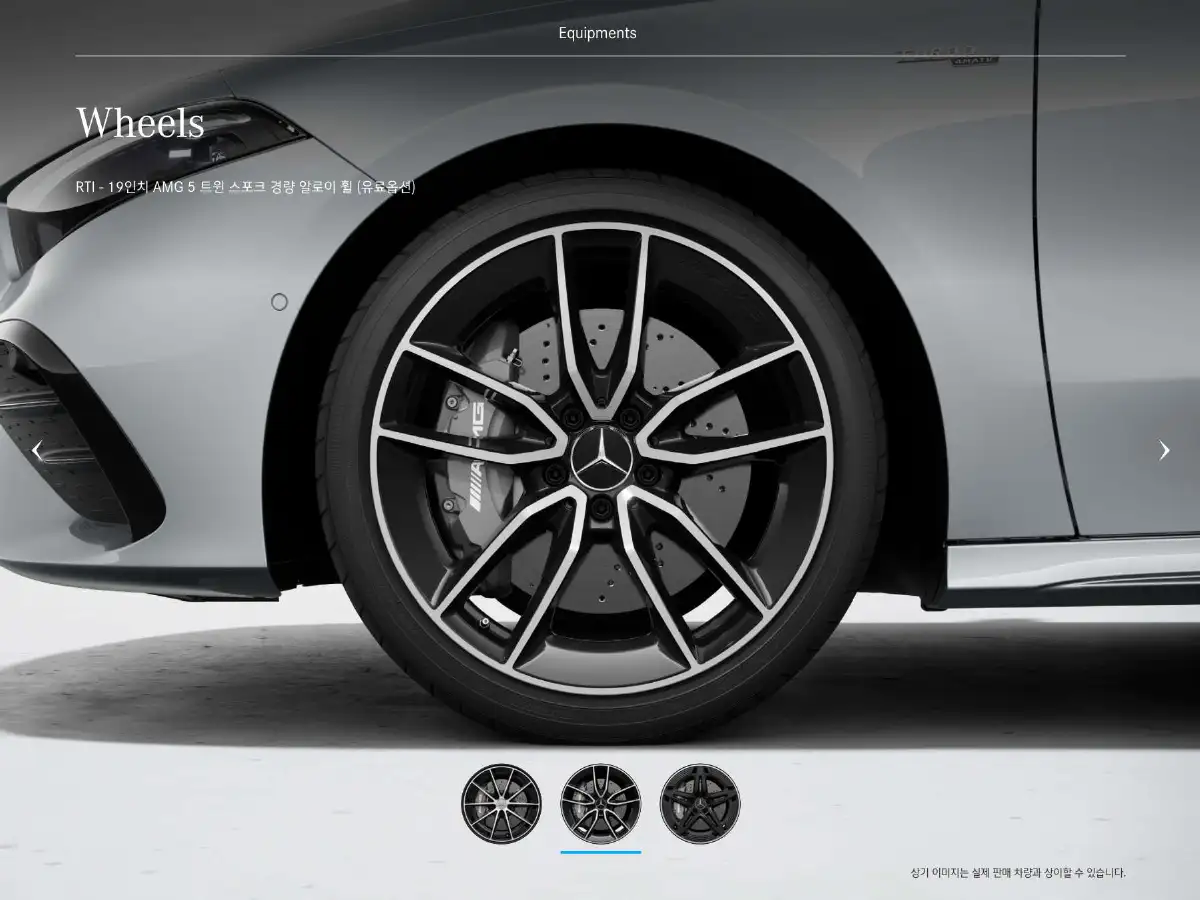 Equipments
4MATIC
Wheels
RTI - 19인치 AMG 5 트윈 스포크 경량 알로이 휠 (유료옵션)
AMG
상기 이미지는 실제 판매 차량과 상이할 수 있습니다.